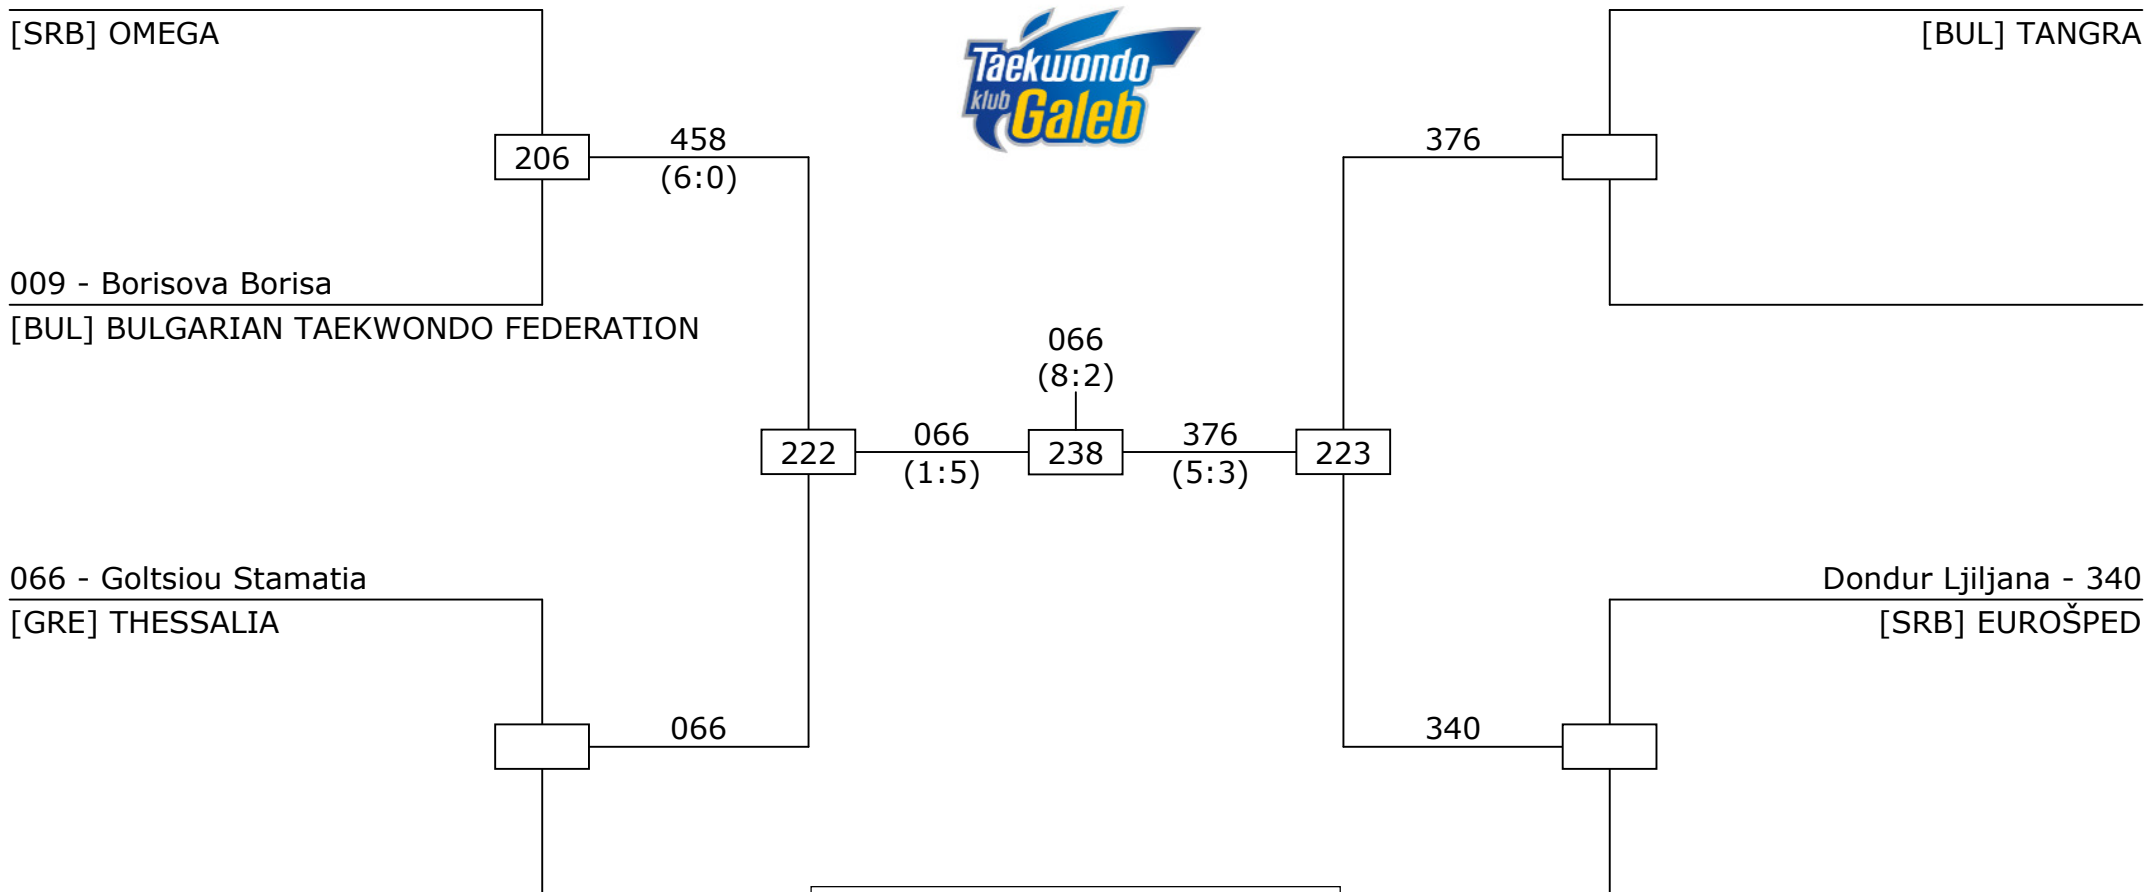 [SRB] OMEGA
[BUL] TANGRA
Taekwondo
klub Galeb
206
458
(6:0)
376
009 - Borisova Borisa
[BUL] BULGARIAN TAEKWONDO FEDERATION
066
(8:2)
222
066
(1:5)
238
376
(5:3)
223
066 - Goltsiou Stamatia
[GRE] THESSALIA
Dondur Ljiljana - 340
[SRB] EUROŠPED
066
340